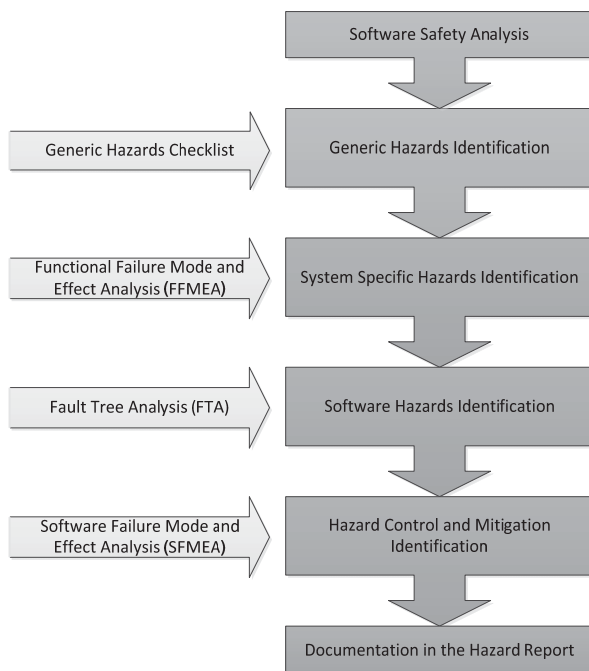 Software Safety Analysis
Generic Hazards Checklist
Generic Hazards Identification
Functional Failure Mode and
Effect Analysis (FFMEA)
System Specific Hazards Identification
Fault Tree Analysis (FTA)
Software Hazards Identification
Software Failure Mode and
Effect Analysis (SFMEA)
Hazard Control and Mitigation
Identification
Documentation in the Hazard Report